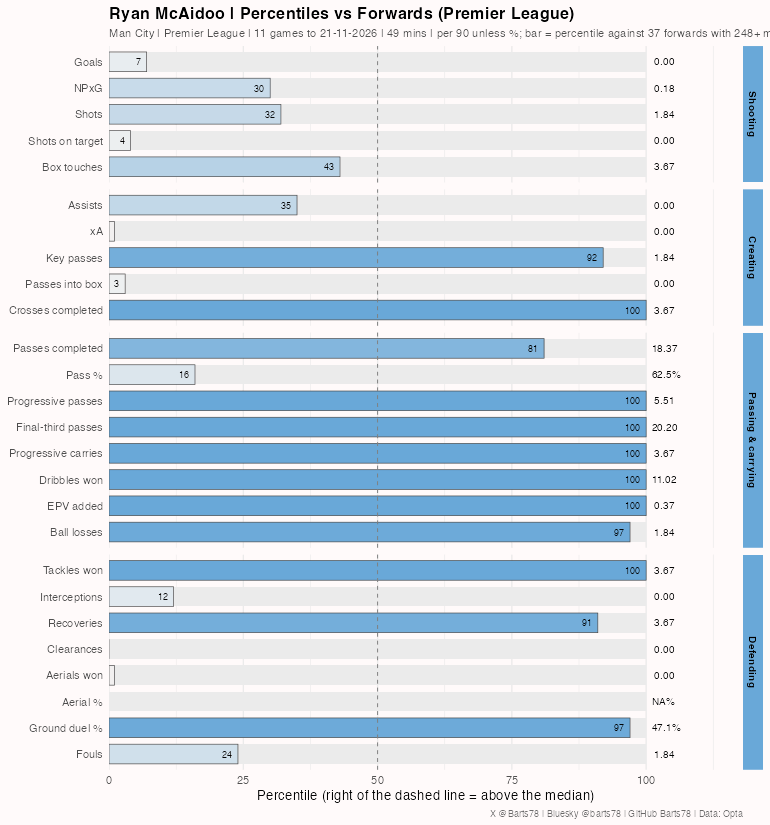 Ryan McAidoo | Percentiles vs Forwards (Premier League)
Man City | Premier League | 11 games to 21-11-2026 | 49 mins | per 90 unless %; bar = percentile against 37 forwards with 248+ m
Goals 7 0.00
NPxG 30 0.18
Shots 32 1.84
Shots on target 4 0.00
Box touches 43 3.67
Shooting
Assists 35 0.00
xA 0.00
Key passes 92 1.84
Passes into box 3 0.00
Crosses completed 100 3.67
Creating
Passes completed 81 18.37
Pass % 16 62.5%
Progressive passes 100 5.51
Final-third passes 100 20.20
Progressive carries 100 3.67
Dribbles won 100 11.02
EPV added 100 0.37
Ball losses 97 1.84
Passing & carrying
Tackles won 100 3.67
Interceptions 12 0.00
Recoveries 91 3.67
Clearances 0.00
Aerials won 0.00
Aerial % NA%
Ground duel % 97 47.1%
Fouls 24 1.84
Defending
0 25 50 75 100
Percentile (right of the dashed line = above the median)
X @Barts78 | Bluesky @barts78 | GitHub Barts78 | Data: Opta